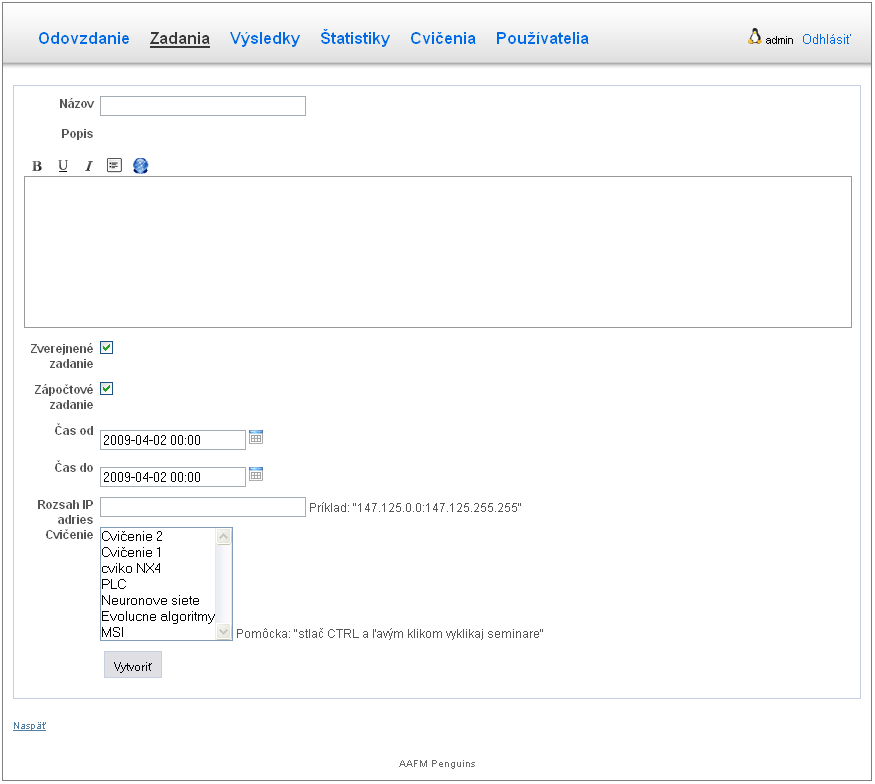 Odovzdanie Zadania Výsledky Štatistiky Cvičenia Používatelia admin Odhlásiť
Názov
Popis
B U I
Zverejnené
zadanie
Zápočtové
zadanie
Čas od 2009-04-02 00:00
Čas do 2009-04-02 00:00
Rozsah IP
adries Príklad: "147.125.0.0:147.125.255.255"
Cvičenie Cvičenie 2
Cvičenie 1
cviko NX4
PLC
Neuronove siete
Evolucne algoritmy
MSI Pomôcka: "stlač CTRL a ľavým klikom vyklikaj seminare"
Vytvoriť
Naspäť
AAFM Penguins